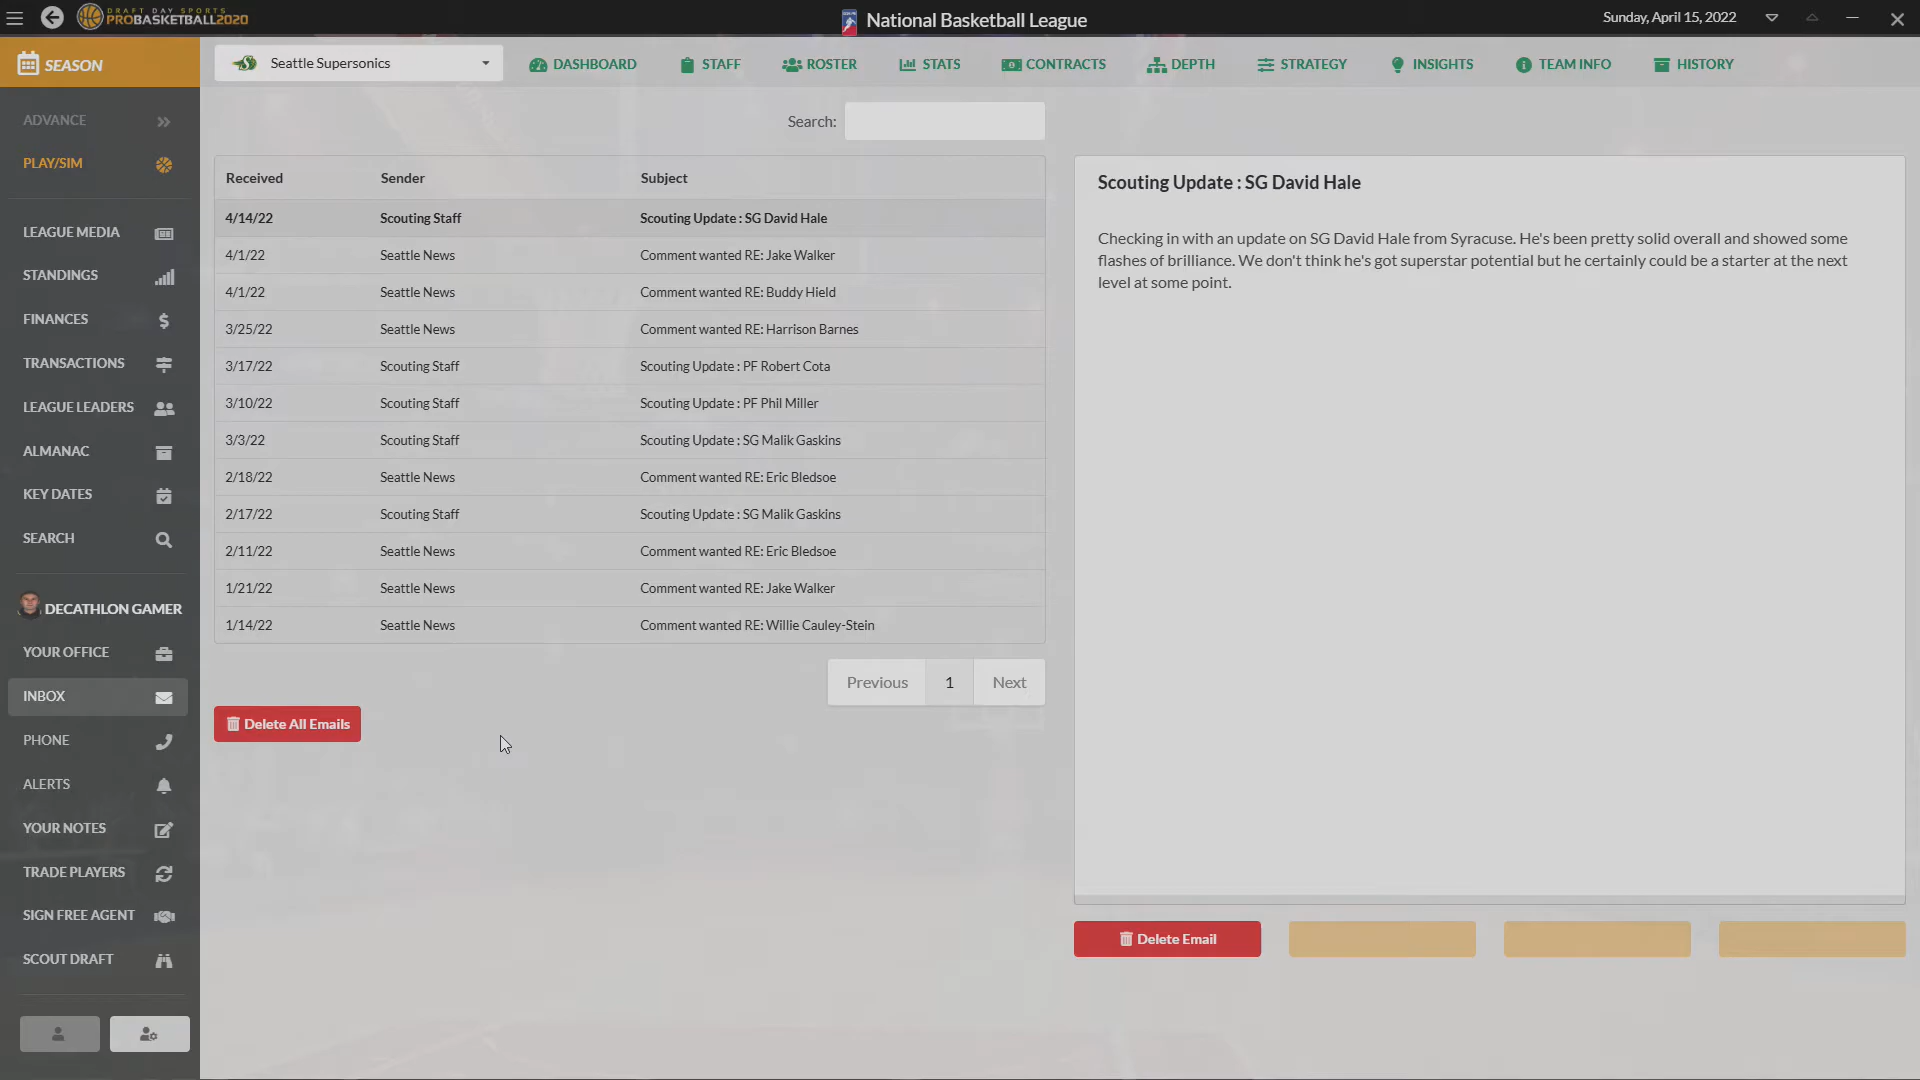 DRAFT DAY SPORTS
PROBASKETBALL2020
National Basketball League
Sunday, April 15, 2022
SEASON
Seattle Supersonics
DASHBOARD
STAFF
ROSTER
STATS
CONTRACTS
DEPTH
STRATEGY
INSIGHTS
TEAM INFO
HISTORY
ADVANCE
PLAY/SIM
LEAGUE MEDIA
STANDINGS
FINANCES
TRANSACTIONS
LEAGUE LEADERS
ALMANAC
KEY DATES
SEARCH
DECATHLON GAMER
YOUR OFFICE
INBOX
PHONE
ALERTS
YOUR NOTES
TRADE PLAYERS
SIGN FREE AGENT
SCOUT DRAFT
Search:
Received Sender Subject
4/14/22 Scouting Staff Scouting Update : SG David Hale
4/1/22 Seattle News Comment wanted RE: Jake Walker
4/1/22 Seattle News Comment wanted RE: Buddy Hield
3/25/22 Seattle News Comment wanted RE: Harrison Barnes
3/17/22 Scouting Staff Scouting Update : PF Robert Cota
3/10/22 Scouting Staff Scouting Update : PF Phil Miller
3/3/22 Scouting Staff Scouting Update : SG Malik Gaskins
2/18/22 Seattle News Comment wanted RE: Eric Bledsoe
2/17/22 Scouting Staff Scouting Update : SG Malik Gaskins
2/11/22 Seattle News Comment wanted RE: Eric Bledsoe
1/21/22 Seattle News Comment wanted RE: Jake Walker
1/14/22 Seattle News Comment wanted RE: Willie Cauley-Stein
Previous 1 Next
Delete All Emails
Scouting Update : SG David Hale
Checking in with an update on SG David Hale from Syracuse. He's been pretty solid overall and showed some
flashes of brilliance. We don't think he's got superstar potential but he certainly could be a starter at the next
level at some point.
Delete Email